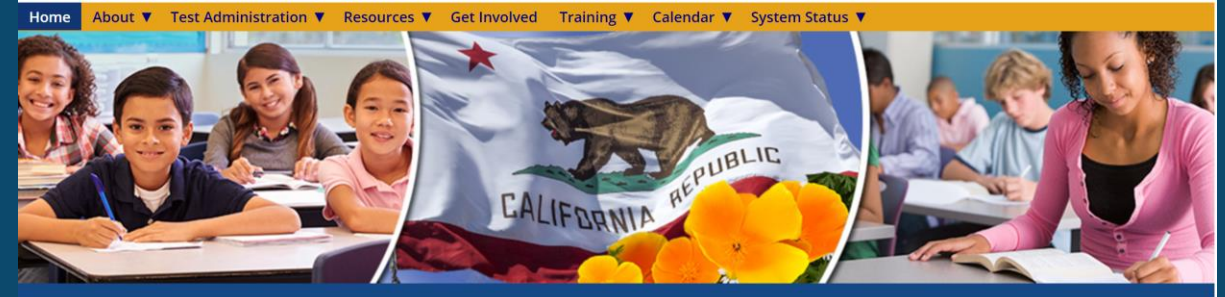 Home About ▼ Test Administration ▼ Resources ▼ Get Involved Training ▼ Calendar ▼ System Status ▼
CALIFORNIA REPUBLIC